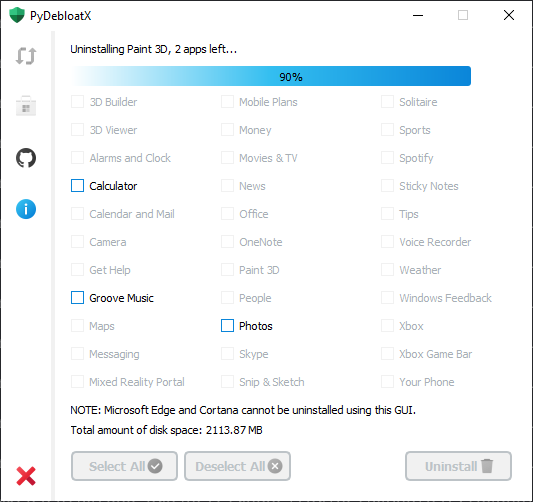 PyDebloatX
Uninstalling Paint 3D, 2 apps left...
90%
3D Builder Mobile Plans Solitaire
3D Viewer Money Sports
Alarms and Clock Movies & TV Spotify
Calculator News Sticky Notes
Calendar and Mail Office Tips
Camera OneNote Voice Recorder
Get Help Paint 3D Weather
Groove Music People Windows Feedback
Maps Photos Xbox
Messaging Skype Xbox Game Bar
Mixed Reality Portal Snip & Sketch Your Phone
NOTE: Microsoft Edge and Cortana cannot be uninstalled using this GUI.
Total amount of disk space: 2113.87 MB
Select All Deselect All Uninstall